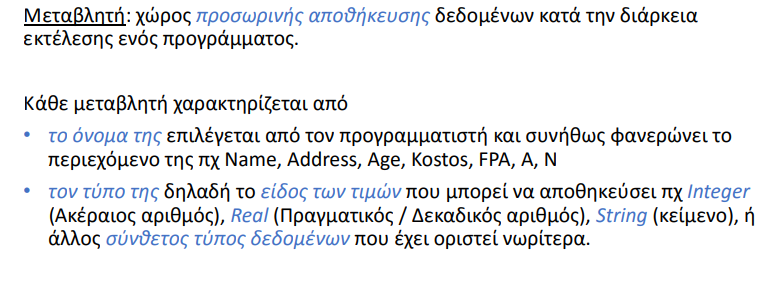 Μεταβλητή: χώρος προσωρινής αποθήκευσης δεδομένων κατά την διάρκεια
εκτέλεσης ενός προγράμματος.
Κάθε μεταβλητή χαρακτηρίζεται από
• το όνομα της επιλέγεται από τον προγραμματιστή και συνήθως φανερώνει το
περιεχόμενο της πχ Name, Address, Age, Kostos, FPA, A, N
• τον τύπο της δηλαδή το είδος των τιμών που μπορεί να αποθηκεύσει πχ Integer
(Ακέραιος αριθμός), Real (Πραγματικός / Δεκαδικός αριθμός), String (κείμενο), ή
άλλος σύνθετος τύπος δεδομένων που έχει οριστεί νωρίτερα.